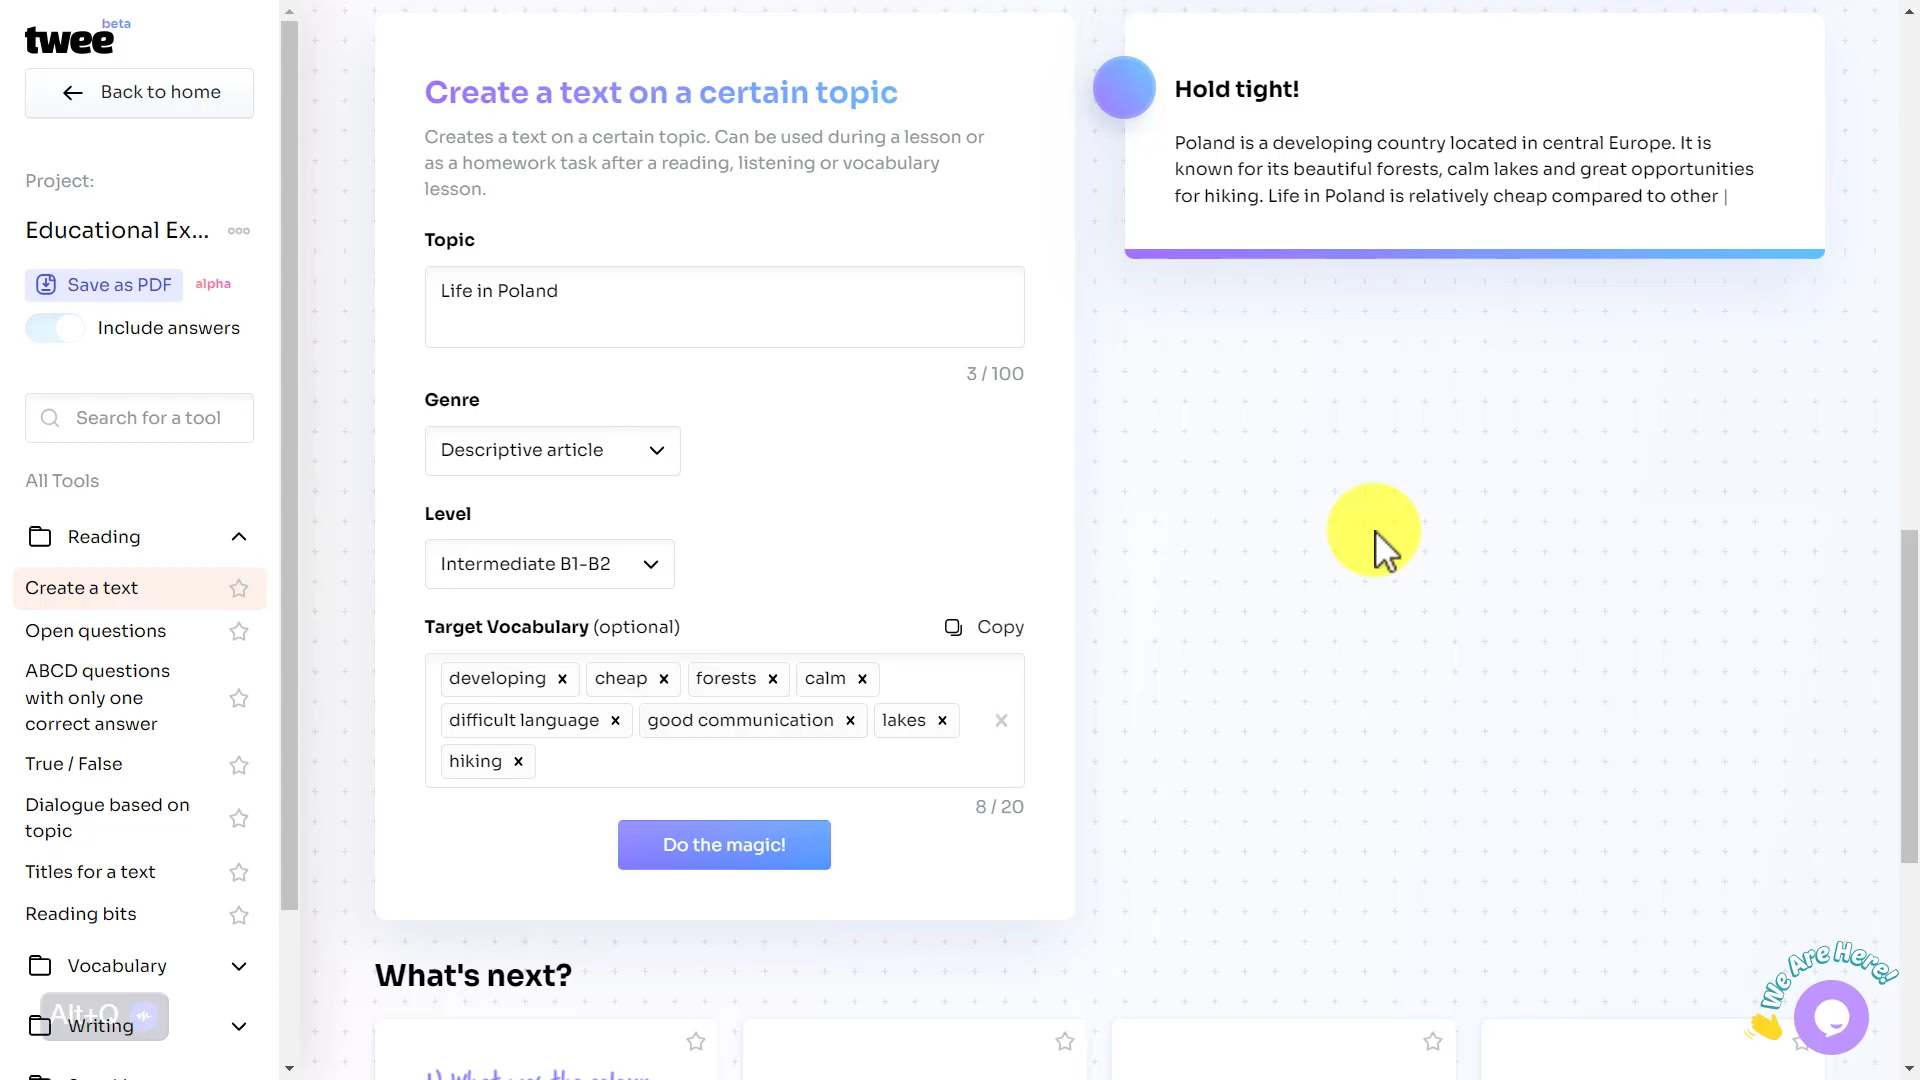 twee beta
Back to home
Project:
Educational Ex...
Save as PDF alpha
Include answers
Search for a tool
All Tools
Reading
Create a text
Open questions
ABCD questions
with only one
correct answer
True / False
Dialogue based on
topic
Titles for a text
Reading bits
Vocabulary
Alt+Q
Writing
Create a text on a certain topic
Creates a text on a certain topic. Can be used during a lesson or
as a homework task after a reading, listening or vocabulary
lesson.
Topic
Life in Poland
3 / 100
Genre
Descriptive article
Level
Intermediate B1-B2
Target Vocabulary (optional)
Copy
developing cheap forests calm
difficult language good communication lakes
hiking
8 / 20
Do the magic!
What's next?
Hold tight!
Poland is a developing country located in central Europe. It is
known for its beautiful forests, calm lakes and great opportunities
for hiking. Life in Poland is relatively cheap compared to other
We Are Here!